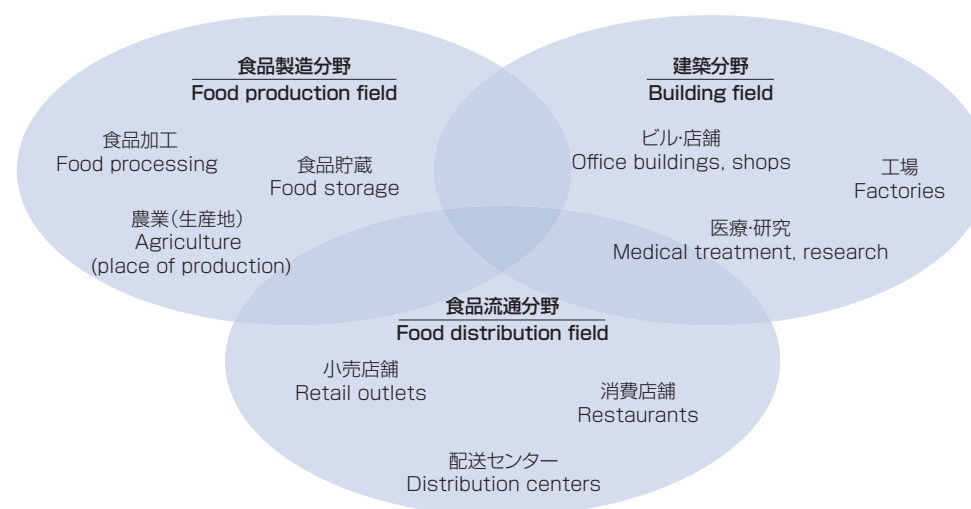 食品製造分野
Food production field
食品加工
Food processing
食品貯蔵
Food storage
農業(生産地)
Agriculture
(place of production)
建築分野
Building field
ビル・店舗
Office buildings, shops
工場
Factories
医療・研究
Medical treatment, research
食品流通分野
Food distribution field
小売店舗
Retail outlets
消費店舗
Restaurants
配送センター
Distribution centers